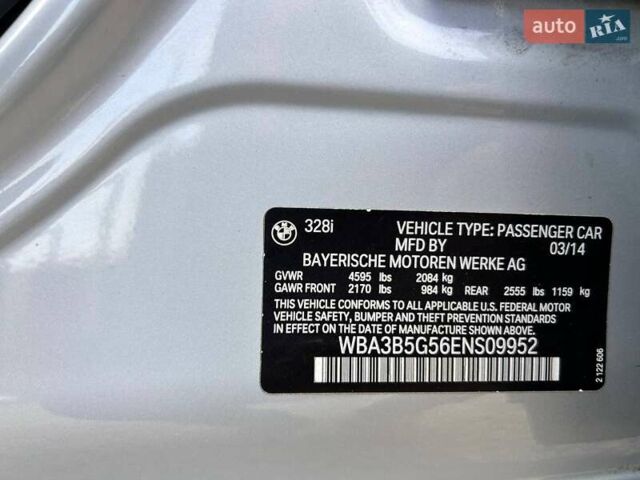 auto RIA
.com
BMW
328i VEHICLE TYPE: PASSENGER CAR
MFD BY 03/14
BAYERISCHE MOTOREN WERKE AG
GVWR 4595 lbs 2084 kg
GAWR FRONT 2170 lbs 984 kg REAR 2555 lbs 1159 kg
THIS VEHICLE CONFORMS TO ALL APPLICABLE U.S. FEDERAL MOTOR
VEHICLE SAFETY, BUMPER, AND THEFT PREVENTION STANDARDS
IN EFFECT ON THE DATE OF MANUFACTURE SHOWN ABOVE.
WBA3B5G56ENS09952
2 122 606